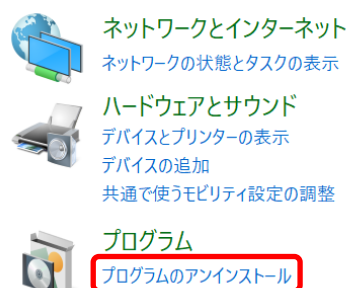 ネットワークとインターネット
ネットワークの状態とタスクの表示
ハードウェアとサウンド
デバイスとプリンターの表示
デバイスの追加
共通で使うモビリティ設定の調整
プログラム
プログラムのアンインストール